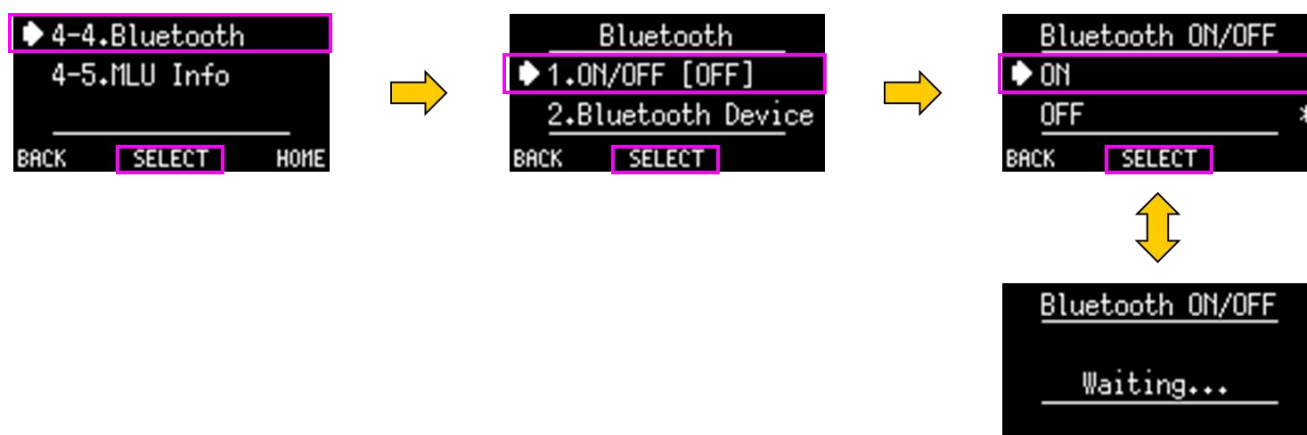 4-4.Bluetooth
4-5.MLU Info
BACK SELECT HOME
Bluetooth
1.ON/OFF [OFF]
2.Bluetooth Device
BACK SELECT
Bluetooth ON/OFF
ON
OFF *
BACK SELECT
Bluetooth ON/OFF
Waiting...